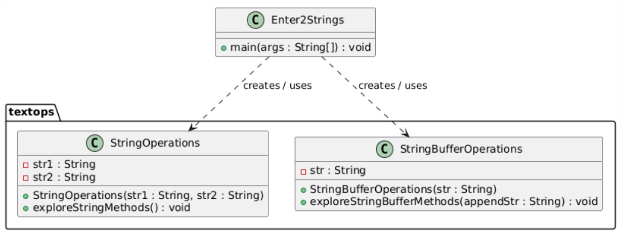 C Enter2Strings
main(args : String[]) : void
creates / uses
creates / uses
textops
C StringOperations
str1 : String
str2 : String
StringOperations(str1 : String, str2 : String)
exploreStringMethods() : void
C StringBufferOperations
str : String
StringBufferOperations(str : String)
exploreStringBufferMethods(appendStr : String) : void